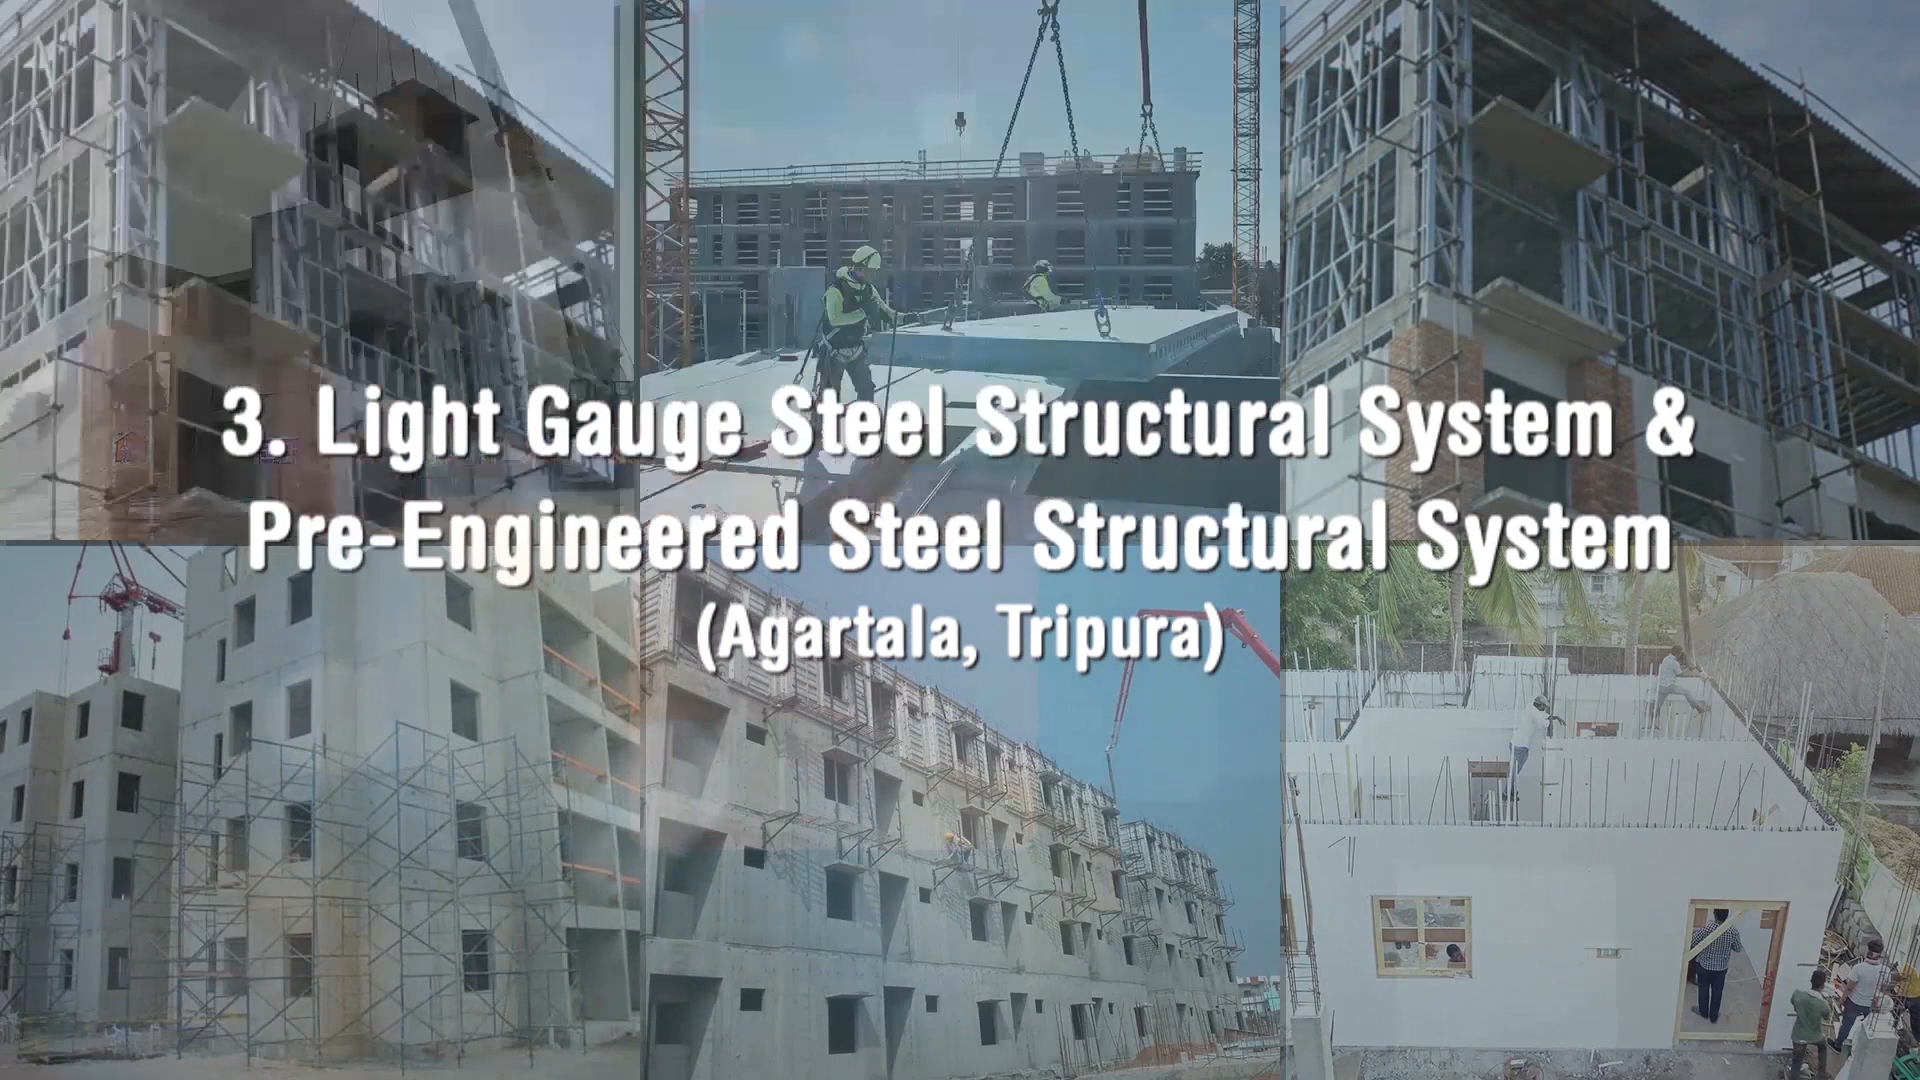 3. Light Gauge Steel Structural System &
Pre-Engineered Steel Structural System
(Agartala, Tripura)